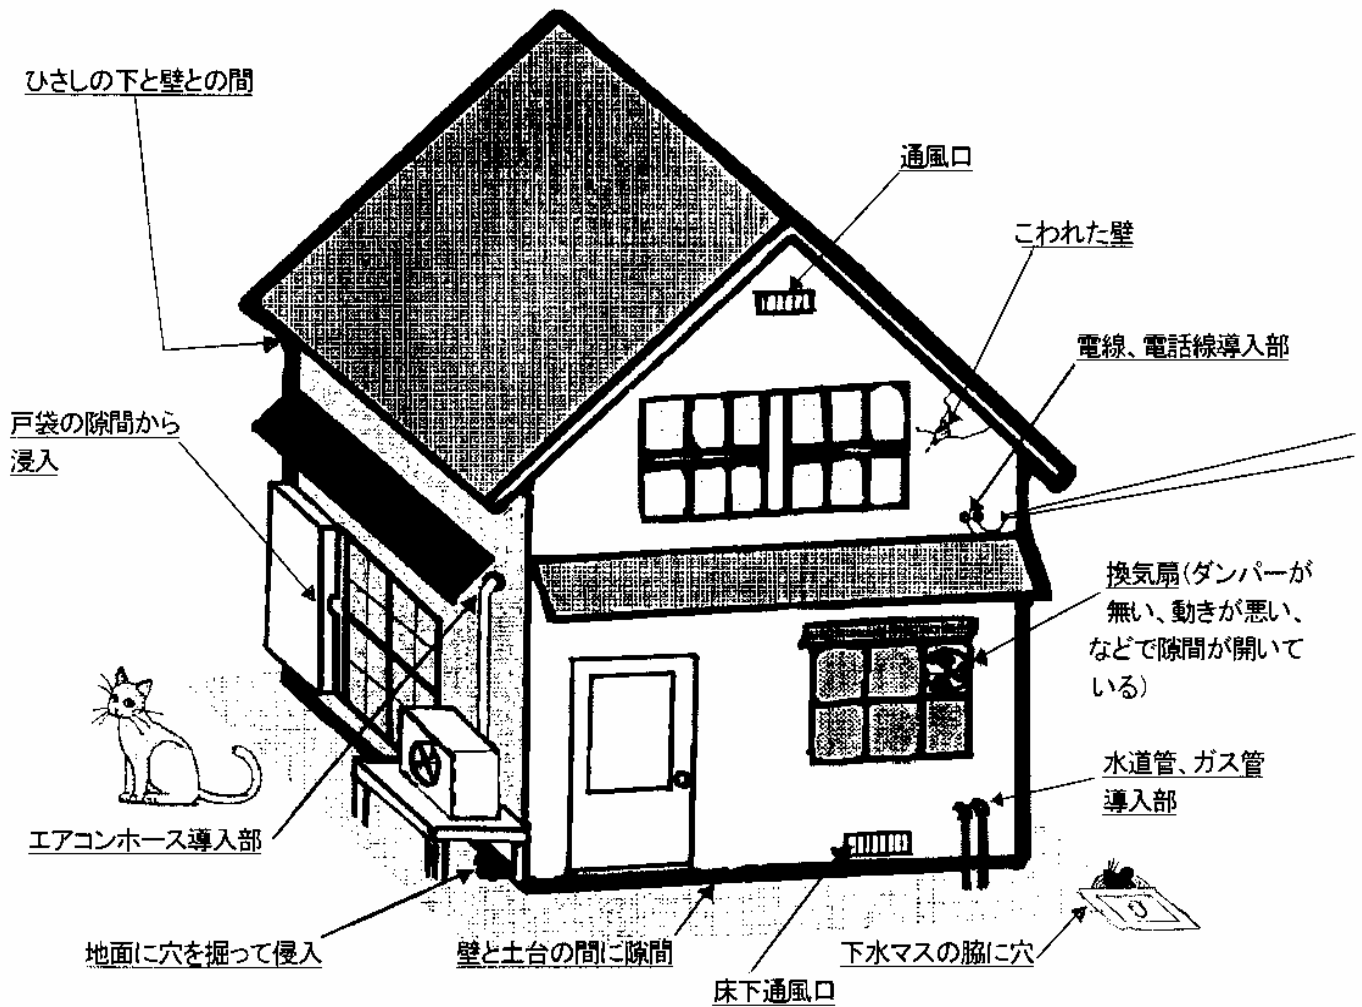 ひさしの下と壁との間
通風口
こわれた壁
電線、電話線導入部
戸袋の隙間から
浸入
換気扇(ダンパーが
無い、動きが悪い、
などで隙間が開いて
いる)
水道管、ガス管
導入部
エアコンホース導入部
地面に穴を掘って侵入
壁と土台の間に隙間
下水マスの脇に穴
床下通風口